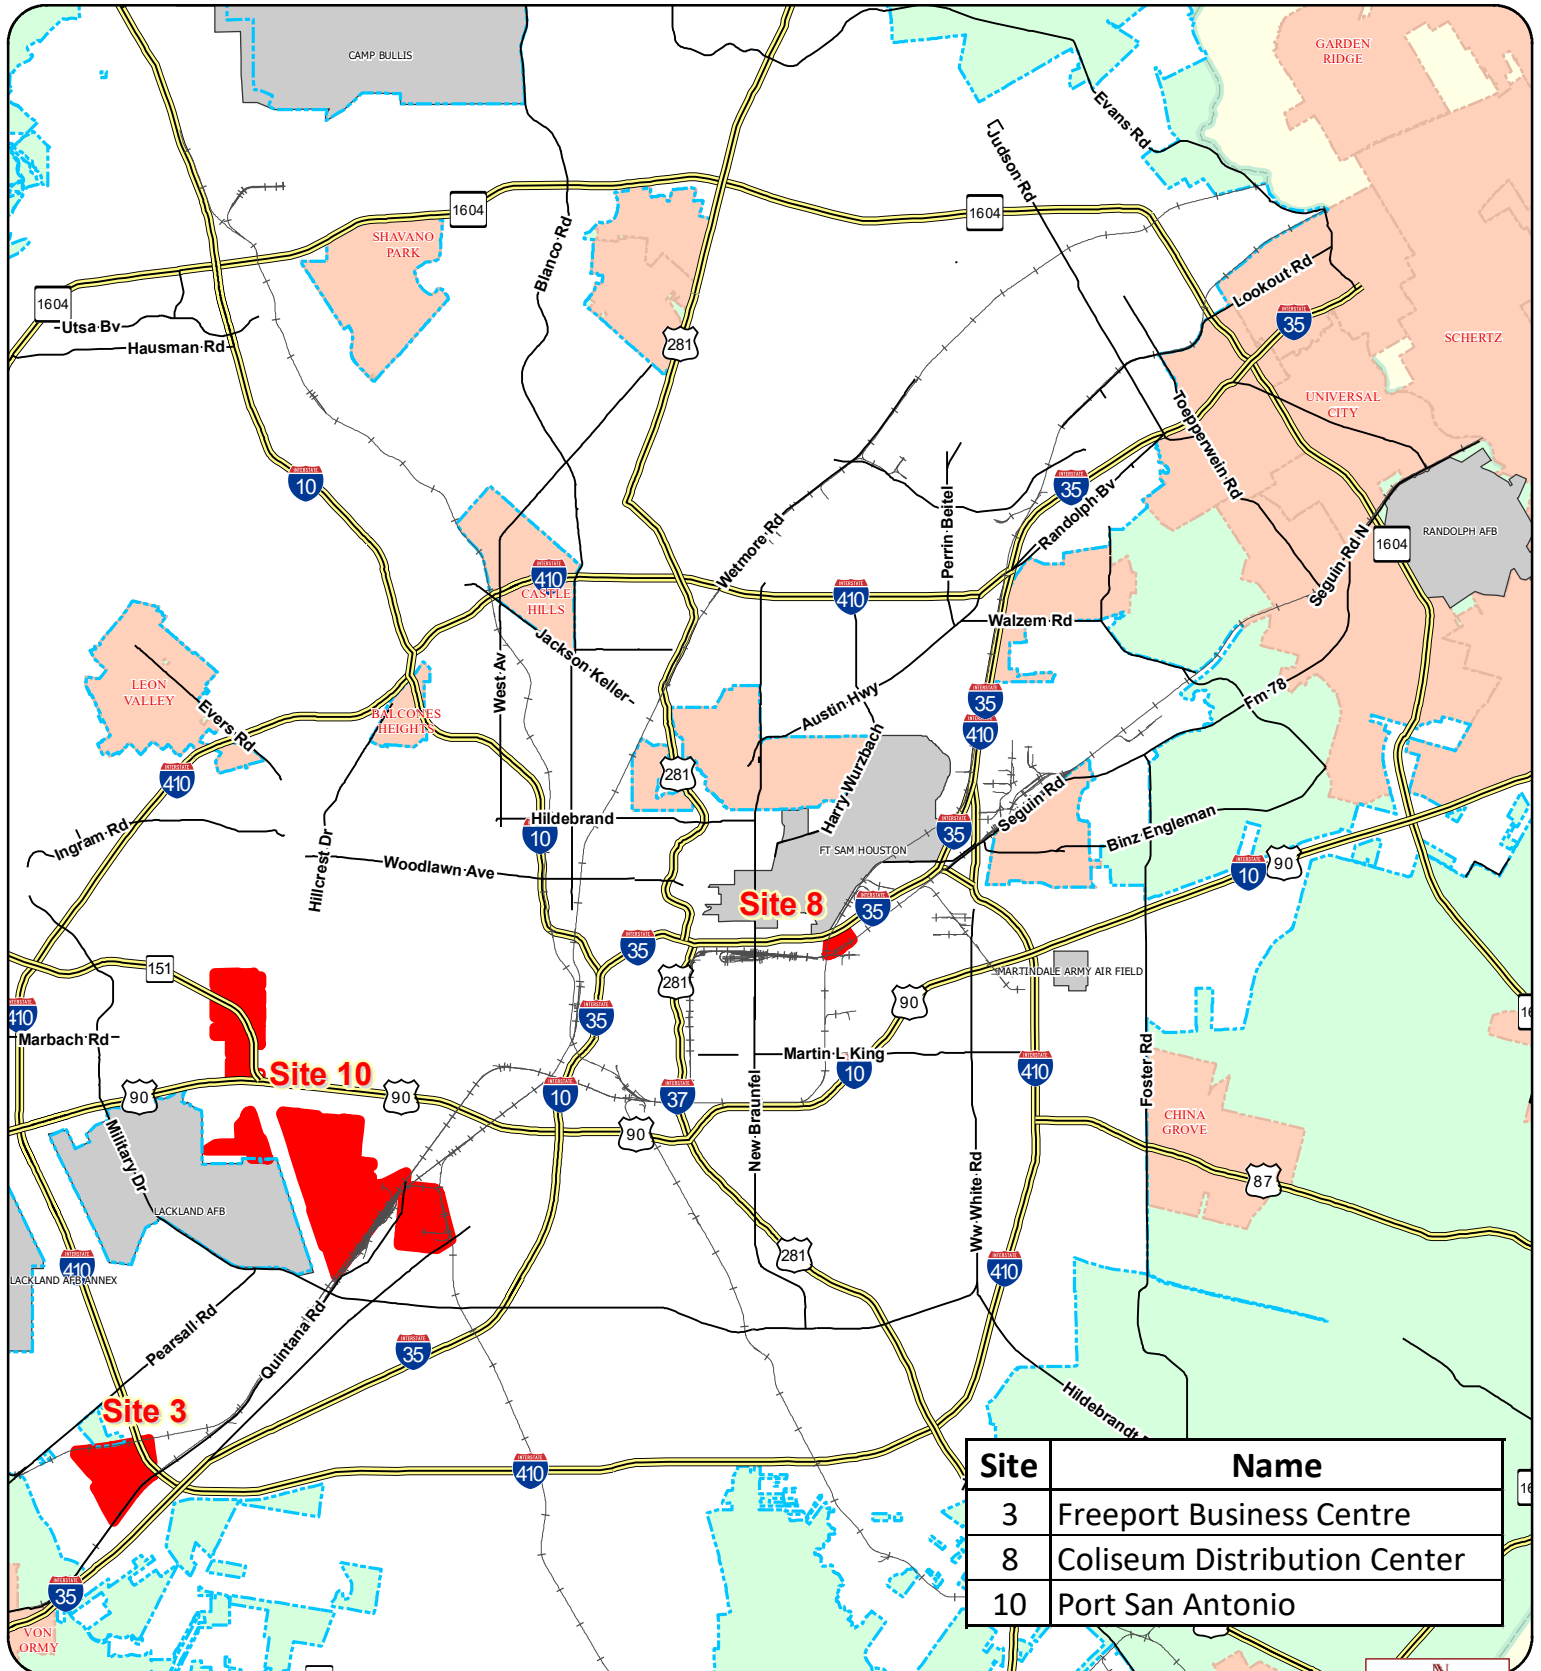 CAMP BULLIS
GARDEN
RIDGE
Evans Rd
Judson Rd
1604
1604
SHAVANO
PARK
Blanco Rd
Lookout Rd
1604
35
Utsa Bv
Hausman Rd
281
SCHERTZ
UNIVERSAL
CITY
Toepperwein Rd
INTERSTATE
10
35
Randolph Bv
Perrin Beitel
Wetmore Rd
RANDOLPH AFB
1604
Seguin Rd N
410
CASTLE
HILLS
410
Walzem Rd
Jackson Keller
West Av
LEON
VALLEY
Evers Rd
BALCONES
HEIGHTS
Austin Hwy
Fm 78
35
410
Harry Wurzbach
410
281
Seguin Rd
Hildebrand
10
35
Ingram Rd
Binz Engleman
FT SAM HOUSTON
Hillcrest Dr
Woodlawn Ave
10
90
Site 8
35
35
151
MARTINDALE ARMY AIR FIELD
281
90
410
35
Marbach Rd
Martin L King
Site 10
10
410
Foster Rd
90
90
10
37
New Braunfel
90
CHINA
GROVE
Military Dr
87
Ww White Rd
LACKLAND AFB
281
410
410
LACKLAND AFB ANNEX
Pearsall Rd
Quintana Rd
35
Hildebrandt
Site 3
410
35
VON
ORMY
Site Name
3 Freeport Business Centre
8 Coliseum Distribution Center
10 Port San Antonio